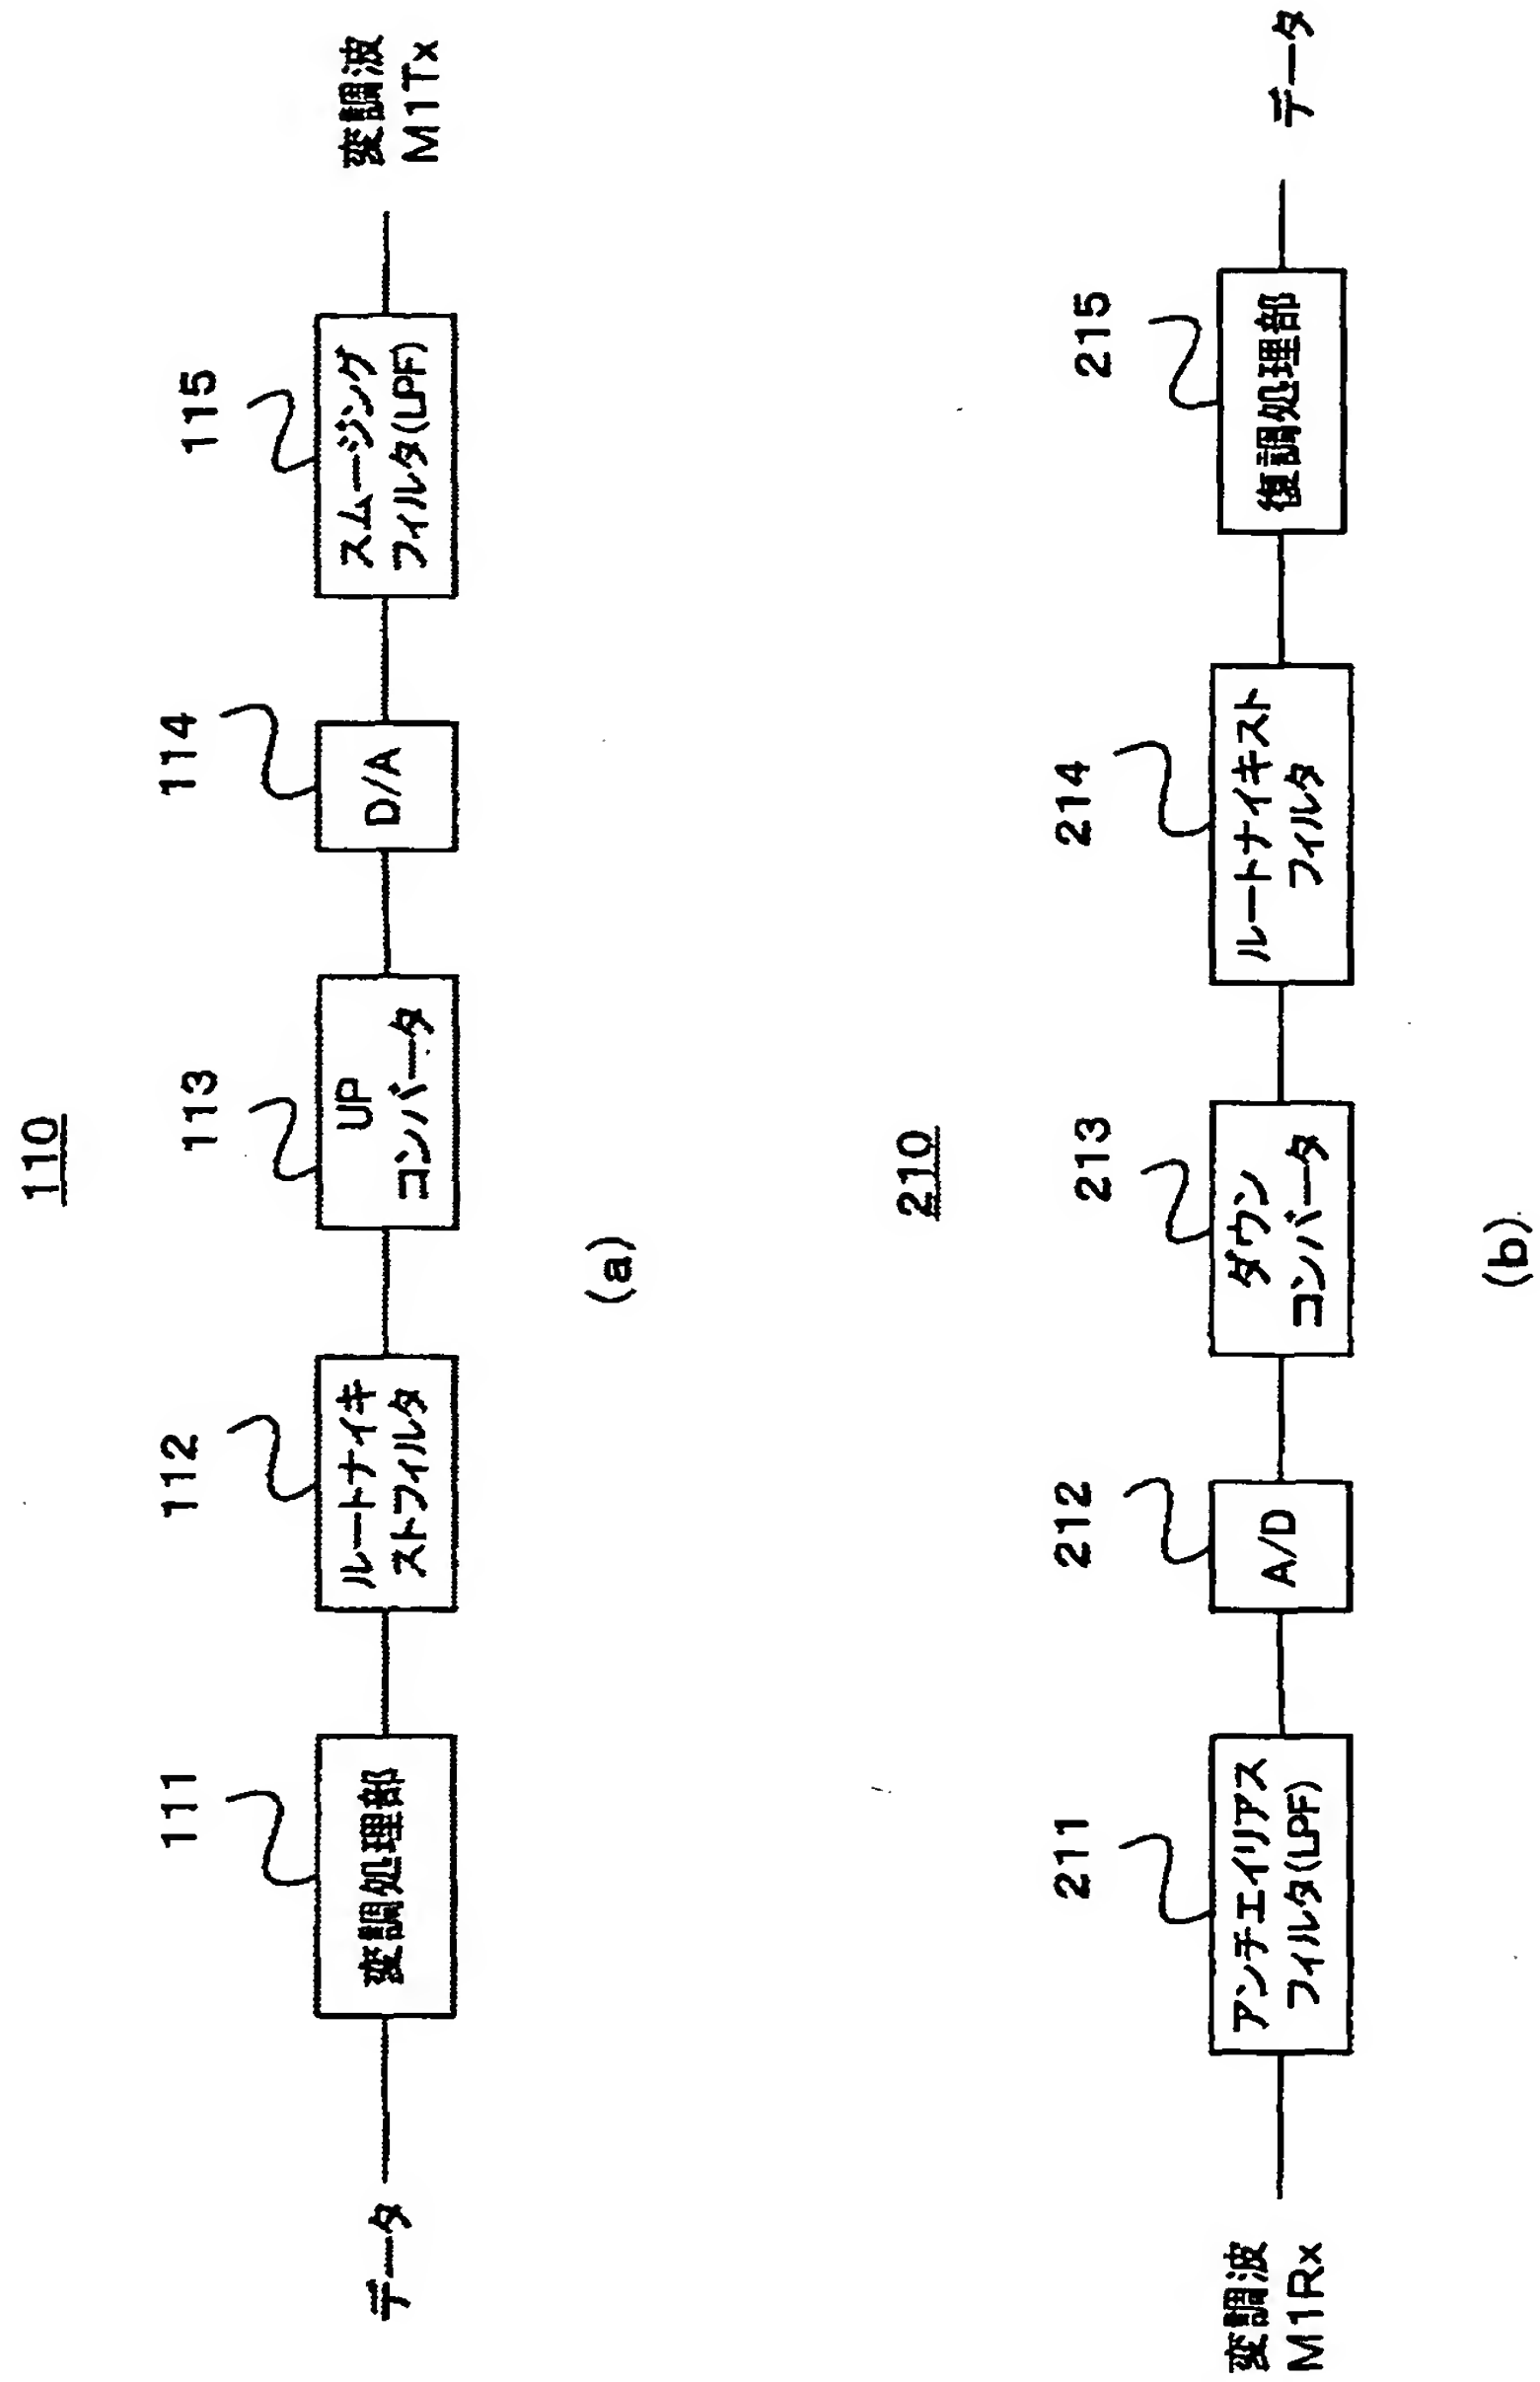 110
データ
111
変調処理部
112
ルートナイキ
ストフィルタ
113
UP
コンバータ
114
D/A
115
スムージング
フィルタ(LPF)
変調波
M1Tx
(a)
210
変調波
M1Rx
211
アンチエイリアス
フィルタ(LPF)
212
A/D
213
ダウン
コンバータ
214
ルートナイキスト
フィルタ
215
復調処理部
データ
(b)